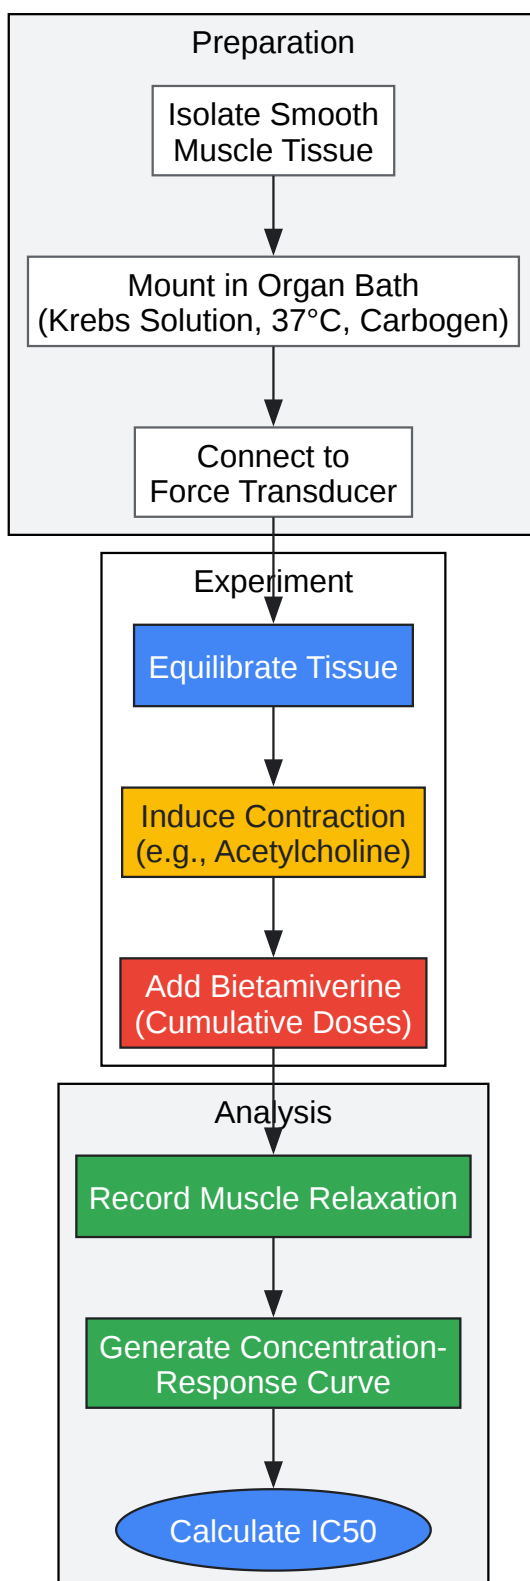 Preparation
Isolate Smooth
Muscle Tissue
Mount in Organ Bath
(Krebs Solution, 37°C, Carbogen)
Connect to
Force Transducer
Experiment
Equilibrate Tissue
Induce Contraction
(e.g., Acetylcholine)
Add Bietamiverine
(Cumulative Doses)
Analysis
Record Muscle Relaxation
Generate Concentration-
Response Curve
Calculate IC50